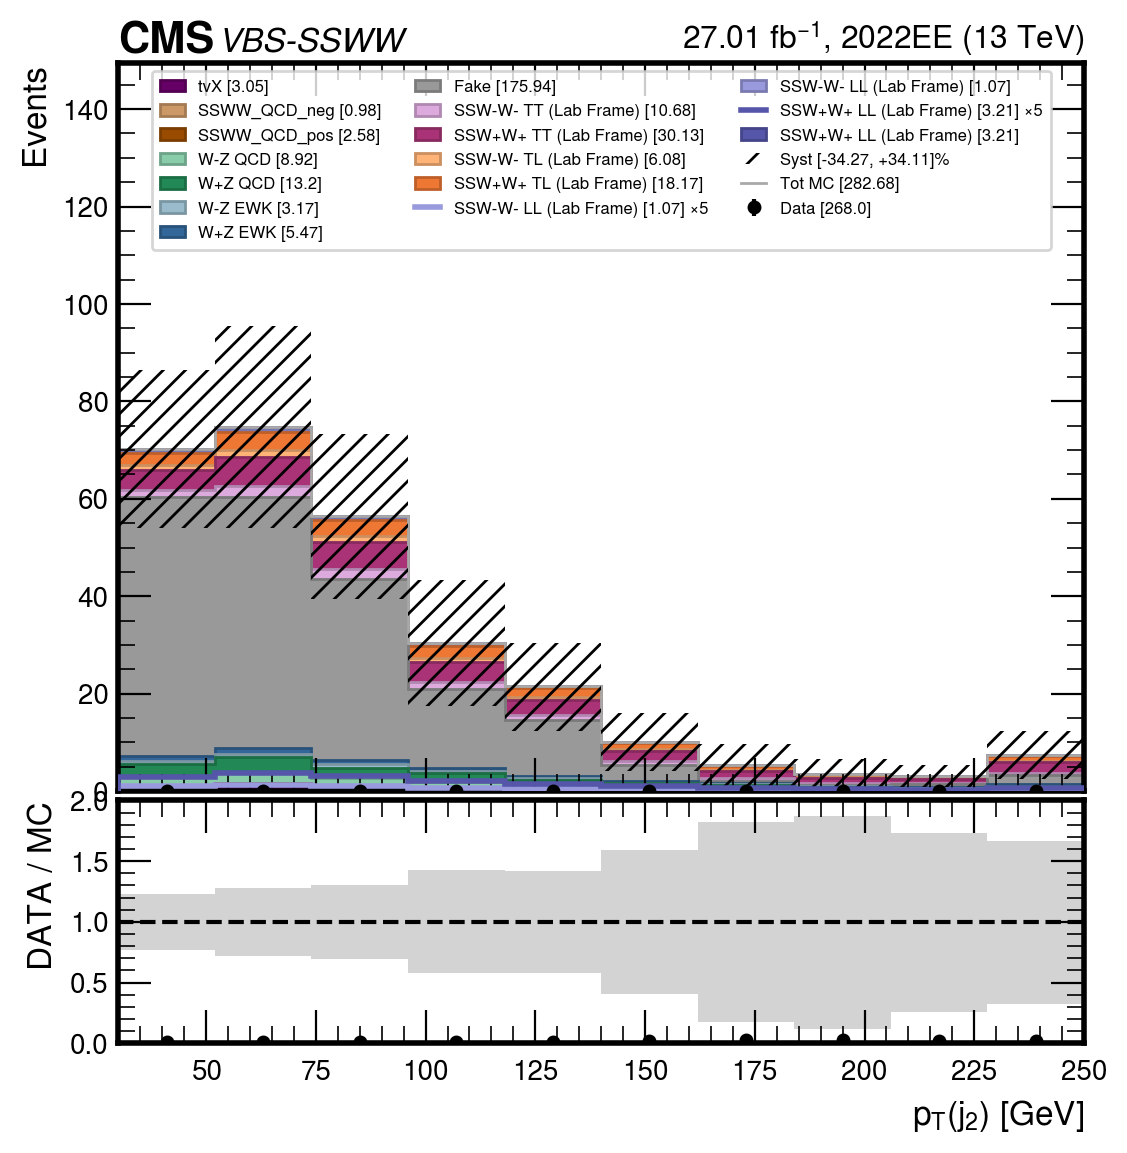 CMS VBS-SSWW 27.01 fb⁻¹, 2022EE (13 TeV)
Events
tvX [3.05]
SSWW_QCD_neg [0.98]
SSWW_QCD_pos [2.58]
W-Z QCD [8.92]
W+Z QCD [13.2]
W-Z EWK [3.17]
W+Z EWK [5.47]
Fake [175.94]
SSW-W- TT (Lab Frame) [10.68]
SSW+W+ TT (Lab Frame) [30.13]
SSW-W- TL (Lab Frame) [6.08]
SSW+W+ TL (Lab Frame) [18.17]
SSW-W- LL (Lab Frame) [1.07] ×5
SSW-W- LL (Lab Frame) [1.07]
SSW+W+ LL (Lab Frame) [3.21] ×5
SSW+W+ LL (Lab Frame) [3.21]
Syst [-34.27, +34.11]%
Tot MC [282.68]
Data [268.0]
140
120
100
80
60
40
20
0
DATA / MC
2.0
1.5
1.0
0.5
0.0
50 75 100 125 150 175 200 225 250
p_T(j_2) [GeV]